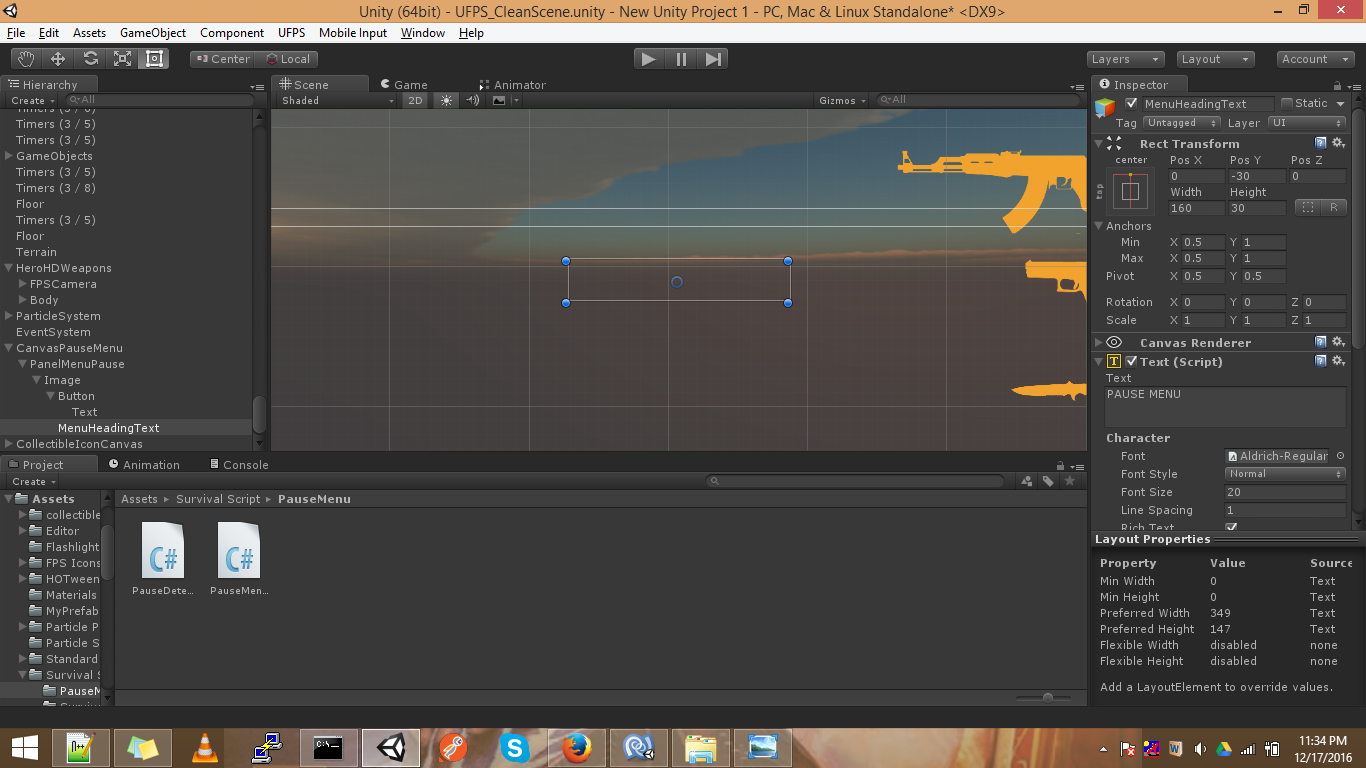 Unity (64bit) - UFPS_CleanScene.unity - New Unity Project 1 - PC, Mac & Linux Standalone* <DX9>
File Edit Assets GameObject Component UFPS Mobile Input Window Help
Center Local Layers Layout Account
Hierarchy
Create All
Timers (3 / 5)
Timers (3 / 5)
GameObjects
Timers (3 / 5)
Timers (3 / 8)
Floor
Timers (3 / 5)
Floor
Terrain
HeroHDWeapons
FPSCamera
Body
ParticleSystem
EventSystem
CanvasPauseMenu
PanelMenuPause
Image
Button
Text
MenuHeadingText
CollectibleIconCanvas
Scene Game Animator
Shaded 2D Gizmos All
Inspector
MenuHeadingText Static
Tag Untagged Layer UI
Rect Transform
center Pos X Pos Y Pos Z
top 0 -30 0
Width Height
160 30 R
Anchors
Min X 0.5 Y 1
Max X 0.5 Y 1
Pivot X 0.5 Y 0.5
Rotation X 0 Y 0 Z 0
Scale X 1 Y 1 Z 1
Canvas Renderer
T Text (Script)
Text
PAUSE MENU
Character
Font Aldrich-Regular
Font Style Normal
Font Size 20
Line Spacing 1
Rich Text
Layout Properties
Property Value Source
Min Width 0 Text
Min Height 0 Text
Preferred Width 349 Text
Preferred Height 147 Text
Flexible Width disabled none
Flexible Height disabled none
Add a LayoutElement to override values.
Project Animation Console
Create
Assets
collectible
Editor
Flashlight
FPS Icons
HOTween
Materials
MyPrefab
Particle P
Particle S
Standard
Survival S
PauseM
Assets Survival Script PauseMenu
C# C#
PauseDete... PauseMen...
11:34 PM
12/17/2016